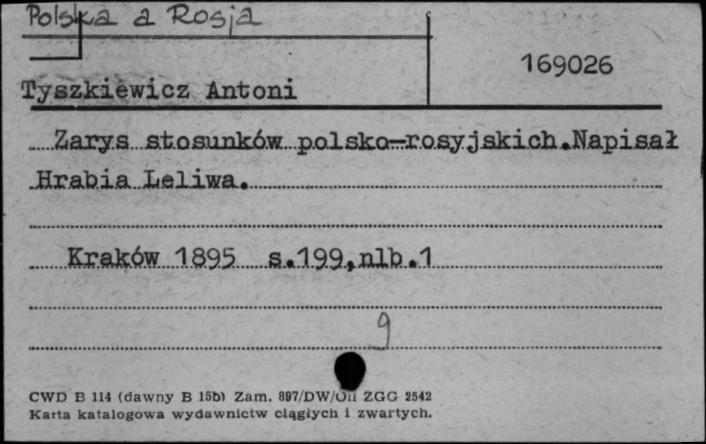 Polska a Rosja
169026
Tyszkiewicz Antoni
Zarys stosunków polsko-rosyjskich.Napisał
Hrabia Leliwa.
Kraków 1895 s.199,nlb.1
9
CWD B 114 (dawny B 15b) Zam. 897/DW/ ZGG 2542
Karta katalogowa wydawnictw ciągłych i zwartych.